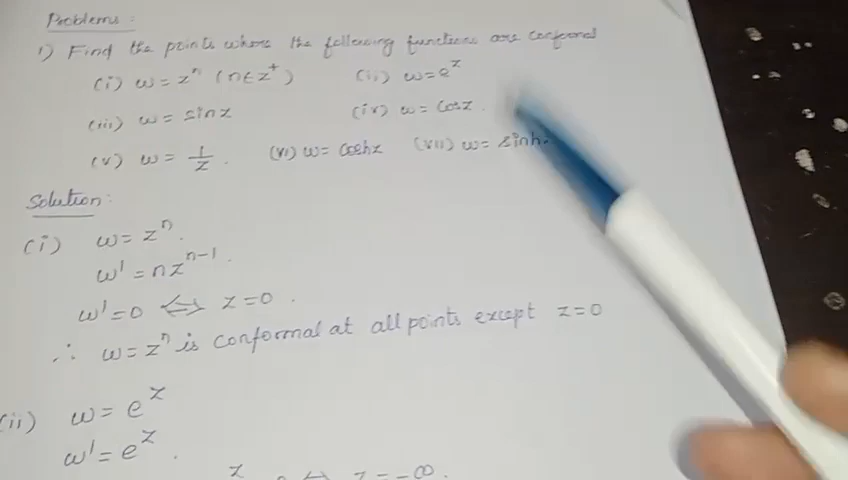 Problems:
1) Find the points where the following functions are conformal
(i) w = z^n (n ∈ z^+) (ii) w = e^z
(iii) w = sin z (iv) w = cos z.
(v) w = 1/z. (vi) w = cosh z (vii) w = sinh
Solution:
(i) w = z^n.
w' = nz^{n-1}.
w' = 0 ⟺ z = 0.
∴ w = z^n is conformal at all points except z = 0
(ii) w = e^z
w' = e^z.
z ⟺ z = -∞.